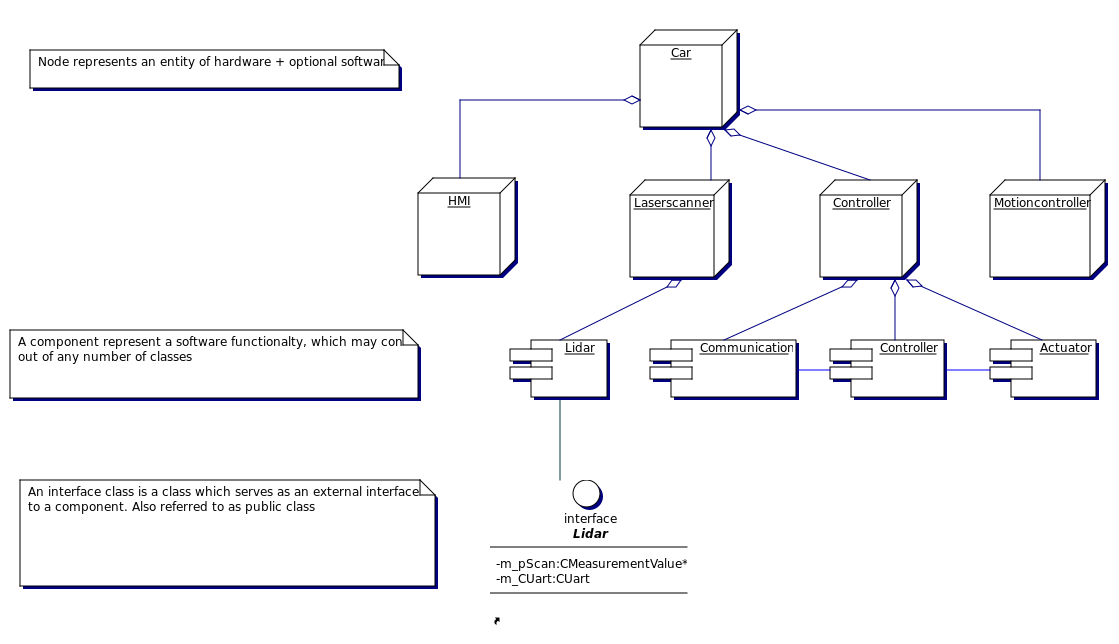 Car
Node represents an entity of hardware + optional softwar
HMI
Laserscanner
Controller
Motioncontroller
A component represent a software functionalty, which may con
out of any number of classes
Lidar
Communication
Controller
Actuator
An interface class is a class which serves as an external interface
to a component. Also referred to as public class
interface
Lidar
-m_pScan:CMeasurementValue*
-m_CUart:CUart